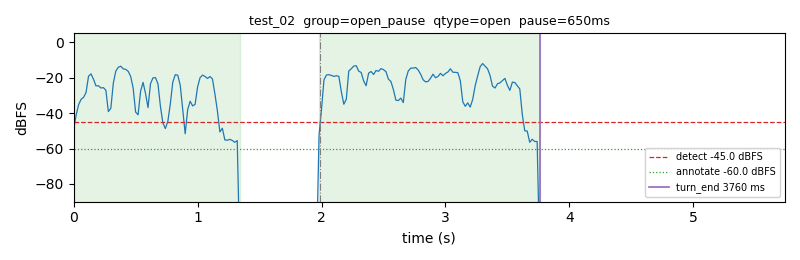 test_02  group=open_pause  qtype=open  pause=650ms
0
−20
−40
−60
−80
dBFS
detect -45.0 dBFS
annotate -60.0 dBFS
turn_end 3760 ms
0 1 2 3 4 5
time (s)